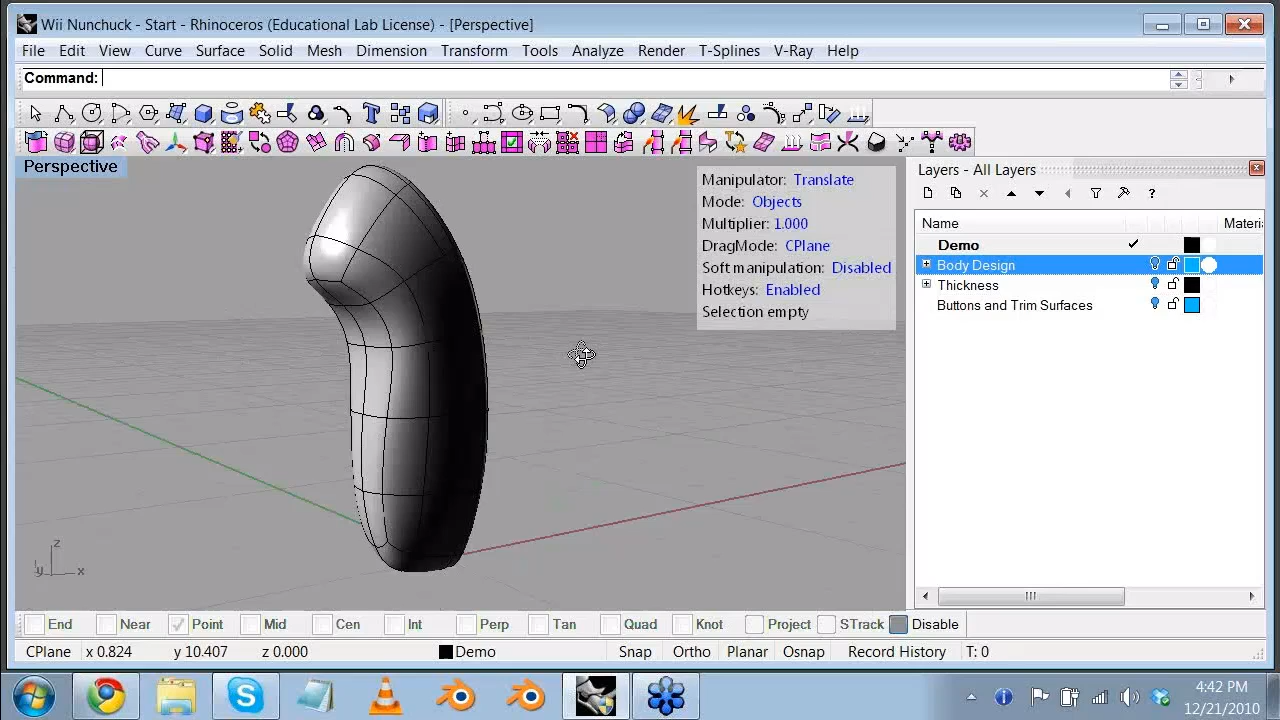 Wii Nunchuck - Start - Rhinoceros (Educational Lab License) - [Perspective]
File Edit View Curve Surface Solid Mesh Dimension Transform Tools Analyze Render T-Splines V-Ray Help
Command:
Perspective
Manipulator: Translate
Mode: Objects
Multiplier: 1.000
DragMode: CPlane
Soft manipulation: Disabled
Hotkeys: Enabled
Selection empty
Layers - All Layers
Name Materi
Demo
Body Design
Thickness
Buttons and Trim Surfaces
z
y x
End Near Point Mid Cen Int Perp Tan Quad Knot Project STrack Disable
CPlane x 0.824 y 10.407 z 0.000 Demo Snap Ortho Planar Osnap Record History T: 0
4:42 PM
12/21/2010